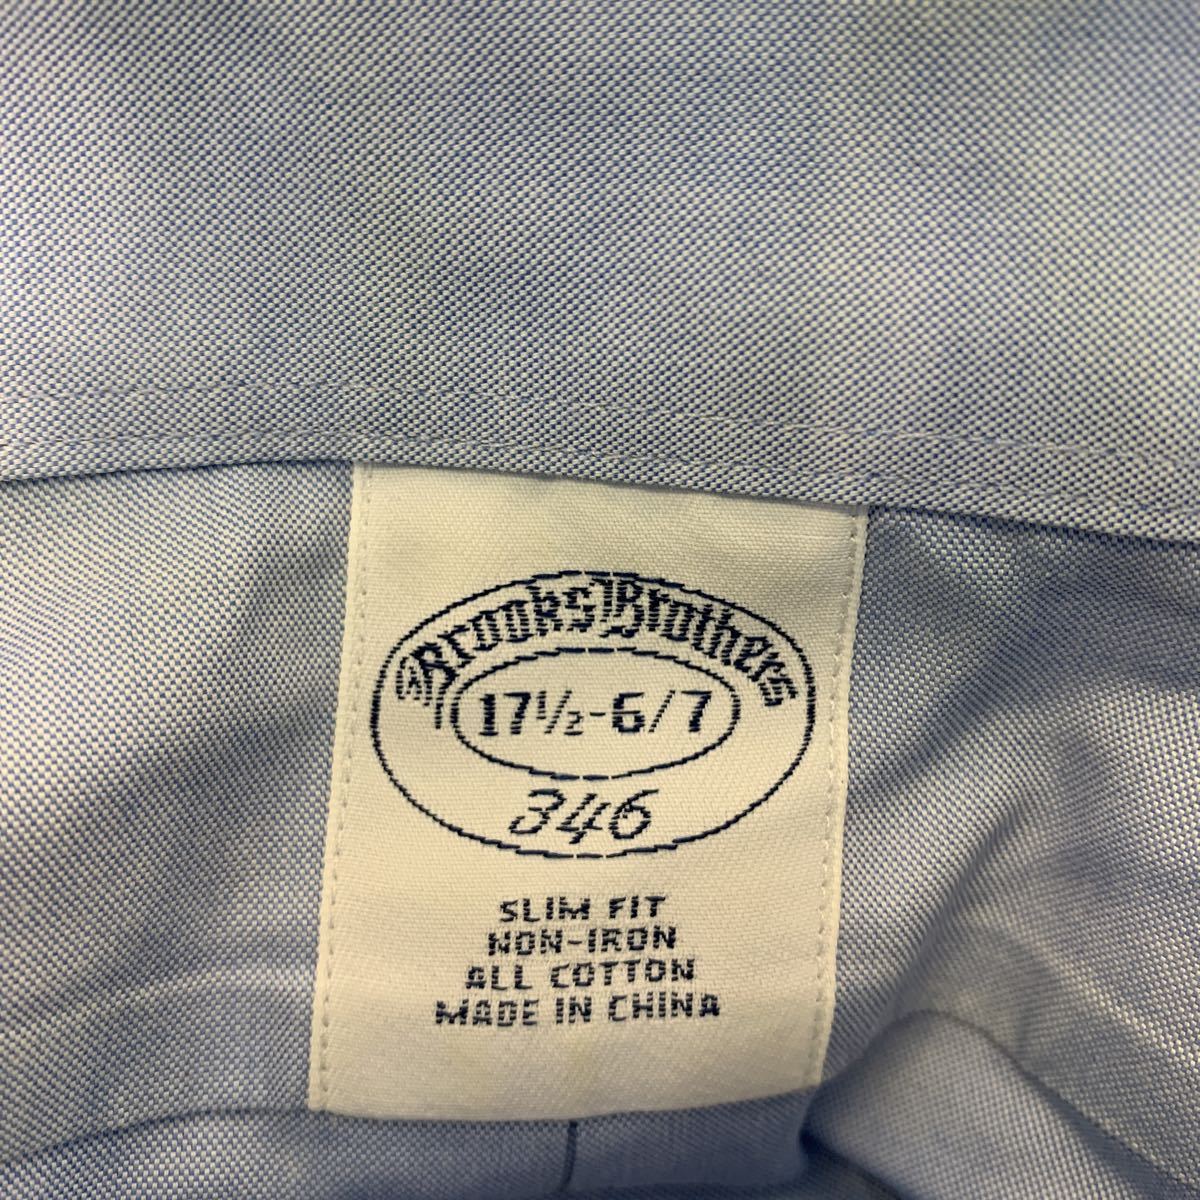 Brooks Brothers
17½-6/7
346
SLIM FIT
NON-IRON
ALL COTTON
MADE IN CHINA